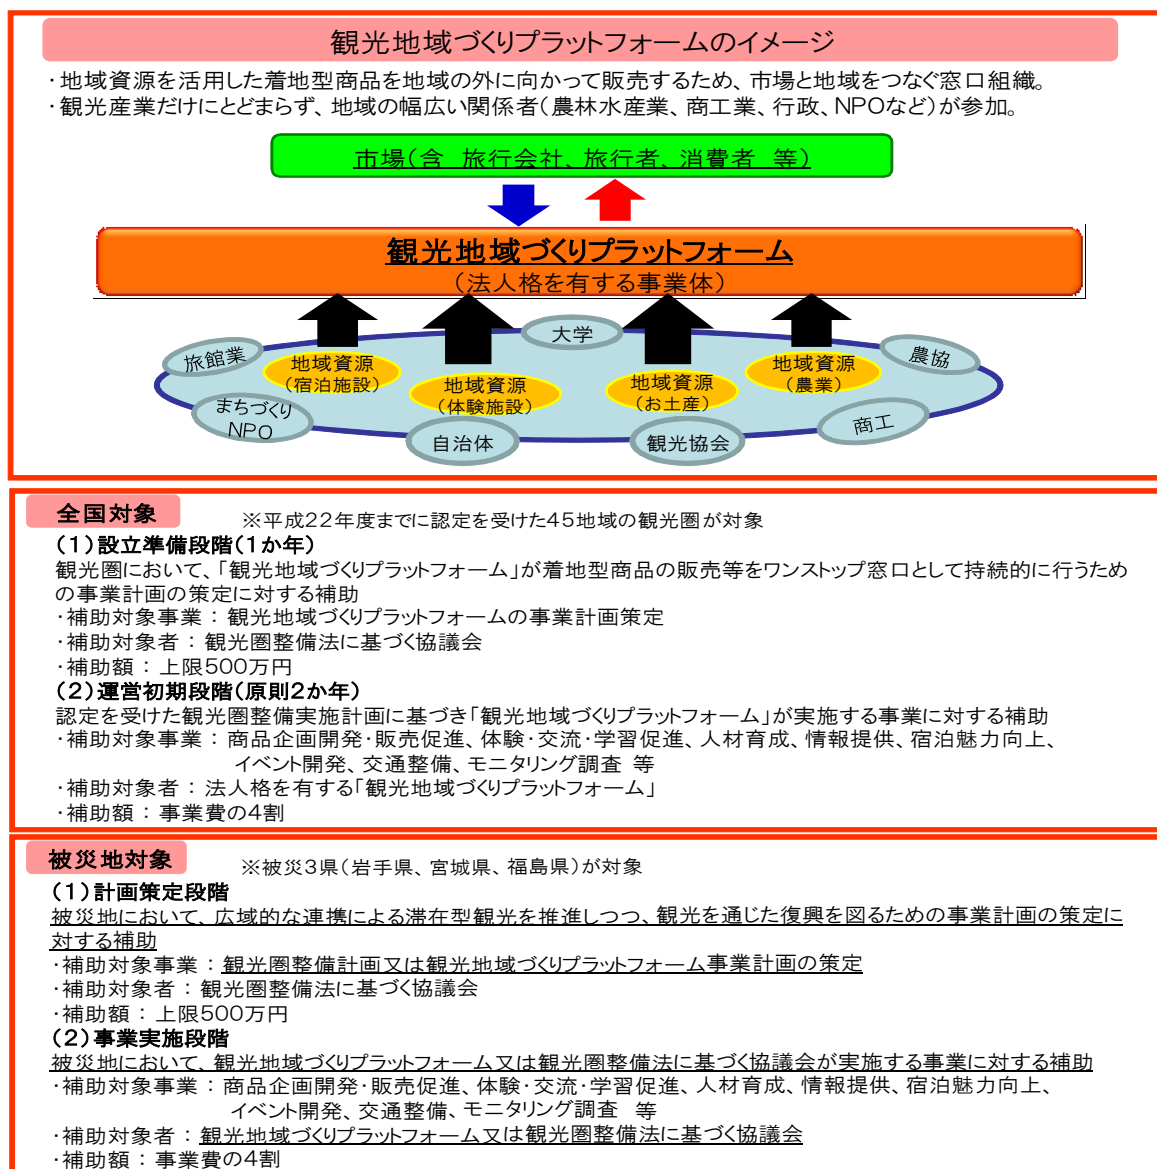 観光地域づくりプラットフォームのイメージ
・地域資源を活用した着地型商品を地域の外に向かって販売するため、市場と地域をつなぐ窓口組織。
・観光産業だけにとどまらず、地域の幅広い関係者（農林水産業、商工業、行政、NPOなど）が参加。
市場（含　旅行会社、旅行者、消費者　等）
観光地域づくりプラットフォーム
（法人格を有する事業体）
大学
旅館業
農協
地域資源
（宿泊施設）
地域資源
（体験施設）
地域資源
（お土産）
地域資源
（農業）
まちづくり
NPO
自治体
観光協会
商工
全国対象
※平成２２年度までに認定を受けた４５地域の観光圏が対象
（１）設立準備段階（１か年）
観光圏において、「観光地域づくりプラットフォーム」が着地型商品の販売等をワンストップ窓口として持続的に行うため
の事業計画の策定に対する補助
・補助対象事業：観光地域づくりプラットフォームの事業計画策定
・補助対象者：観光圏整備法に基づく協議会
・補助額：上限５００万円
（２）運営初期段階（原則２か年）
認定を受けた観光圏整備実施計画に基づき「観光地域づくりプラットフォーム」が実施する事業に対する補助
・補助対象事業：商品企画開発・販売促進、体験・交流・学習促進、人材育成、情報提供、宿泊魅力向上、
イベント開発、交通整備、モニタリング調査　等
・補助対象者：法人格を有する「観光地域づくりプラットフォーム」
・補助額：事業費の４割
被災地対象
※被災３県（岩手県、宮城県、福島県）が対象
（１）計画策定段階
被災地において、広域的な連携による滞在型観光を推進しつつ、観光を通じた復興を図るための事業計画の策定に
対する補助
・補助対象事業：観光圏整備計画又は観光地域づくりプラットフォーム事業計画の策定
・補助対象者：観光圏整備法に基づく協議会
・補助額：上限５００万円
（２）事業実施段階
被災地において、観光地域づくりプラットフォーム又は観光圏整備法に基づく協議会が実施する事業に対する補助
・補助対象事業：商品企画開発・販売促進、体験・交流・学習促進、人材育成、情報提供、宿泊魅力向上、
イベント開発、交通整備、モニタリング調査　等
・補助対象者：観光地域づくりプラットフォーム又は観光圏整備法に基づく協議会
・補助額：事業費の４割